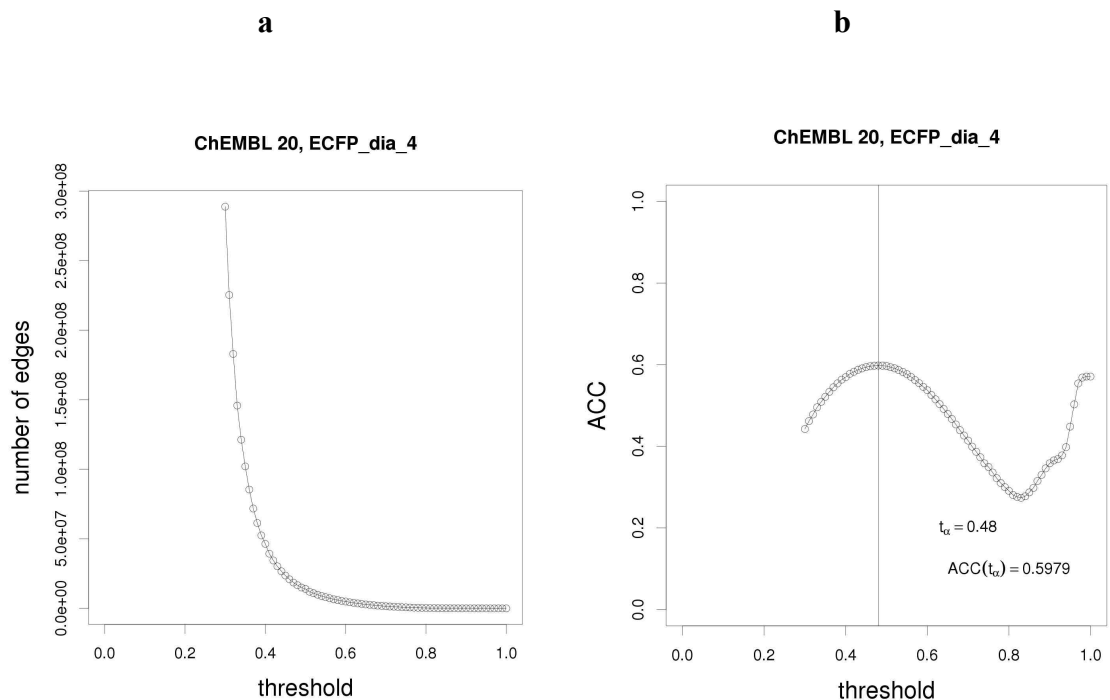 a
ChEMBL 20, ECFP_dia_4
number of edges
3.0e+08
2.5e+08
2.0e+08
1.5e+08
1.0e+08
5.0e+07
0.0e+00
0.0 0.2 0.4 0.6 0.8 1.0
threshold
b
ChEMBL 20, ECFP_dia_4
ACC
1.0
0.8
0.6
0.4
0.2
0.0
tα = 0.48
ACC(tα) = 0.5979
0.0 0.2 0.4 0.6 0.8 1.0
threshold